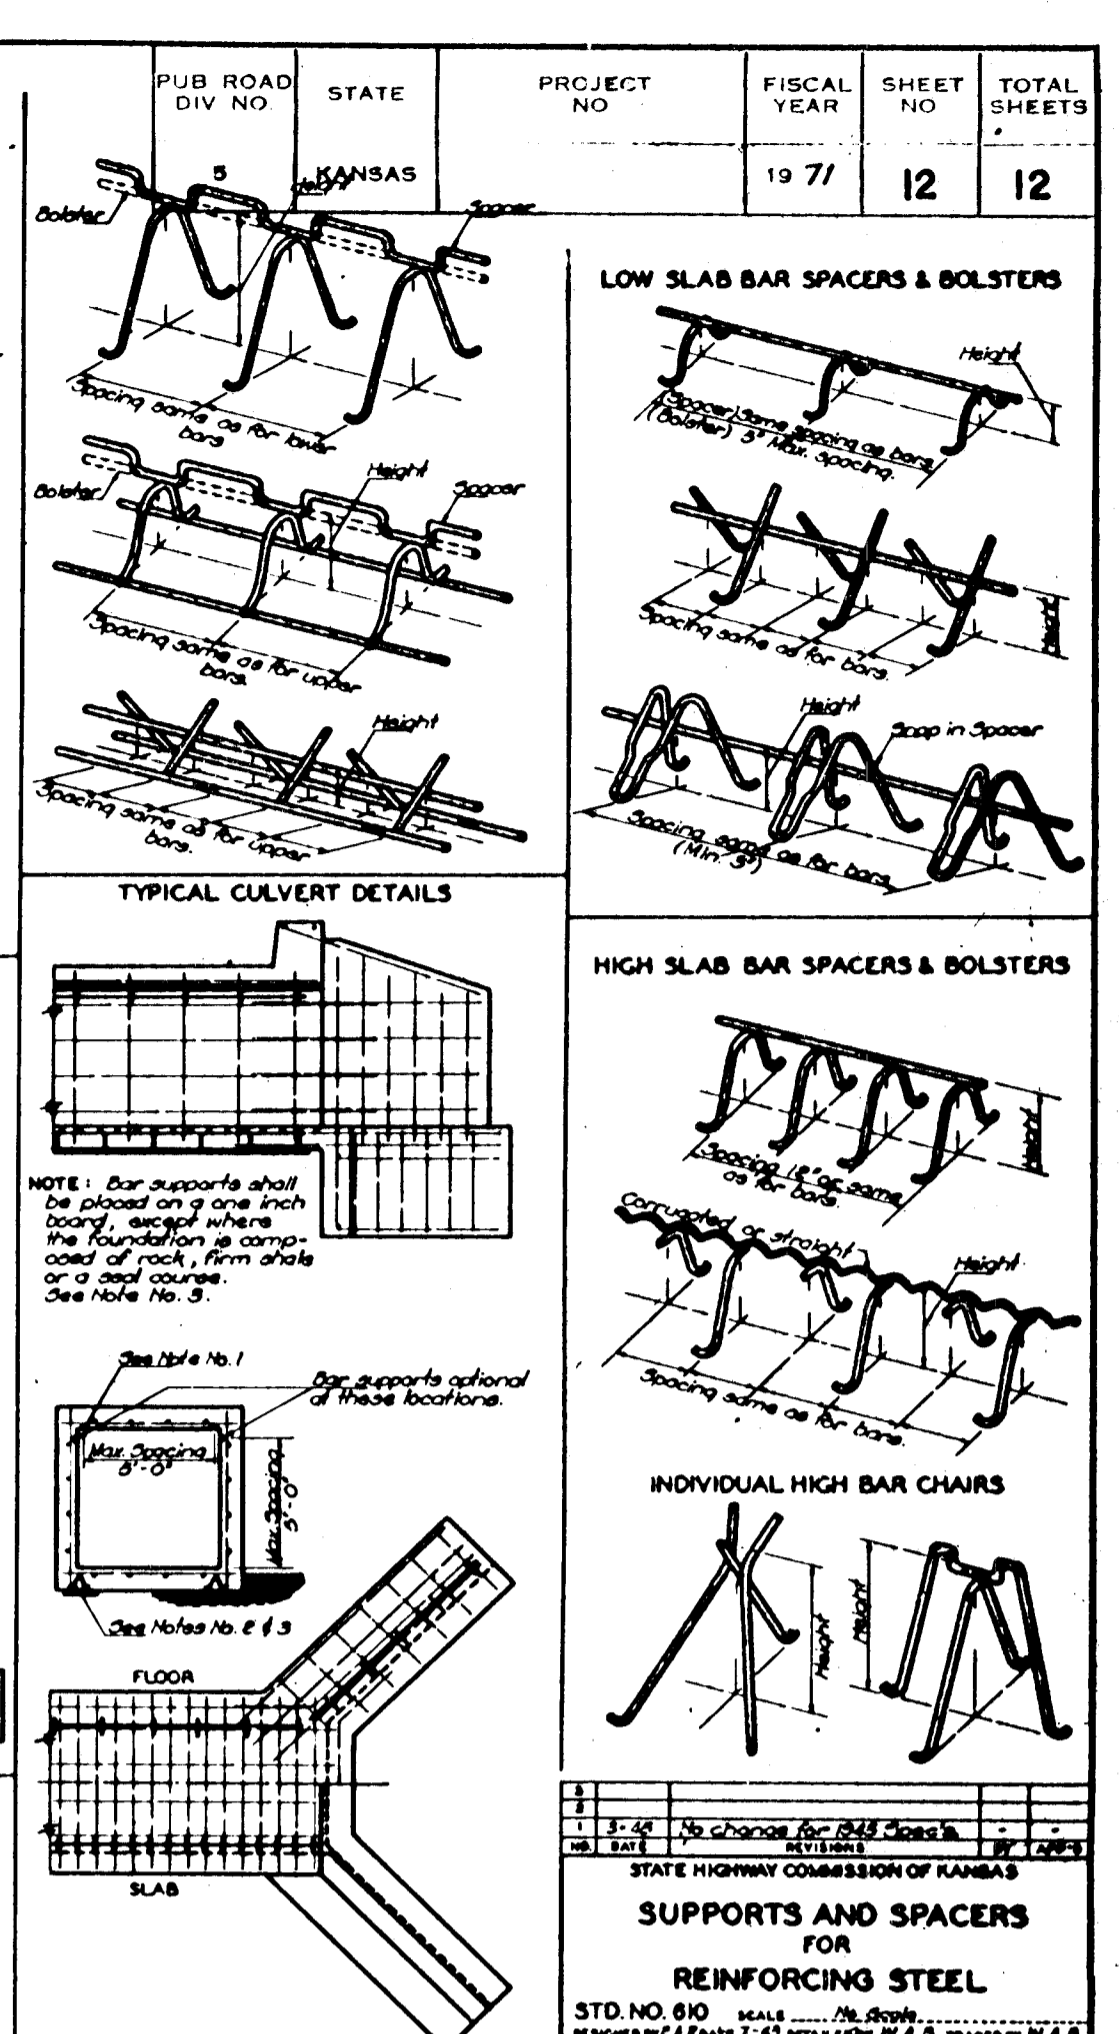 PUB ROAD
DIV NO.
STATE
PROJECT
NO
FISCAL
YEAR
SHEET
NO
TOTAL
SHEETS
5
KANSAS
19 71
12
12
Height
Bolster
Spacer
Spacing same as for lower
bars
Height
Bolster
Spacer
Spacing same as for upper
bars.
Height
Spacing same as for upper
bars.
LOW SLAB BAR SPACERS & BOLSTERS
Height
(Spacer) Same spacing as bars
(Bolster) 5" Max. spacing.
Spacing same as for bars.
Height
Height
Snap in Spacer
Spacing same as for bars
(Min. 3")
TYPICAL CULVERT DETAILS
NOTE: Bar supports shall
be placed on a one inch
board, except where
the foundation is comp-
osed of rock, firm shale
or a seal course.
See Note No. 3.
See Note No. 1
Bar supports optional
at these locations.
Max. Spacing
5'-0"
Max. Spacing
5'-0"
See Notes No. 2 & 3
FLOOR
SLAB
HIGH SLAB BAR SPACERS & BOLSTERS
Height
Spacing 12" or same
as for bars.
Corrugated or straight
Height
Spacing same as for bars.
INDIVIDUAL HIGH BAR CHAIRS
Height
Height
3
2
1 3-45 No change for 1945 Spec's. - -
NO. DATE REVISIONS BY APP'D
STATE HIGHWAY COMMISSION OF KANSAS
SUPPORTS AND SPACERS
FOR
REINFORCING STEEL
STD. NO. 610 SCALE No Scale